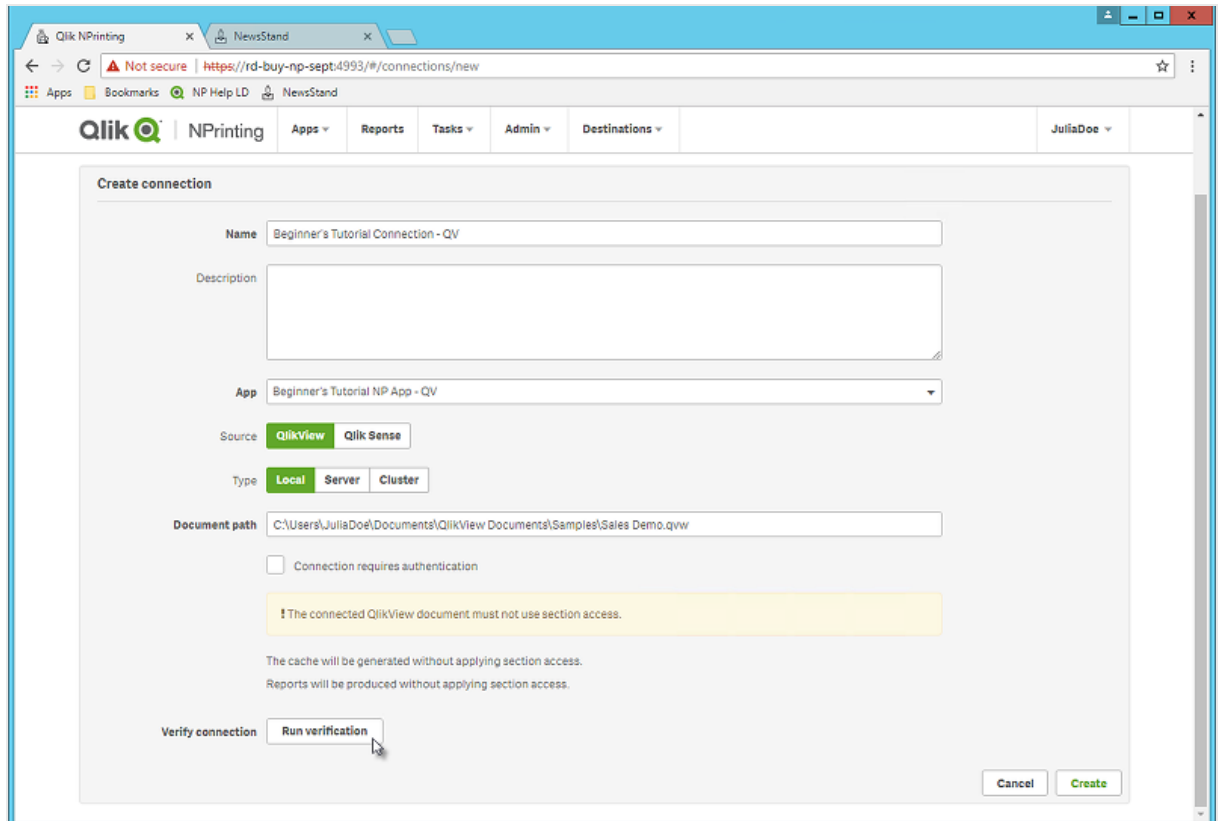 Qlik NPrinting
NewsStand
Not secure | https://rd-buy-np-sept:4993/#/connections/new
Apps Bookmarks NP Help LD NewsStand
Qlik NPrinting Apps Reports Tasks Admin Destinations JuliaDoe
Create connection
Name Beginner's Tutorial Connection - QV
Description
App Beginner's Tutorial NP App - QV
Source QlikView Qlik Sense
Type Local Server Cluster
Document path C:\Users\JuliaDoe\Documents\QlikView Documents\Samples\Sales Demo.qvw
Connection requires authentication
! The connected QlikView document must not use section access.
The cache will be generated without applying section access.
Reports will be produced without applying section access.
Verify connection Run verification
Cancel Create